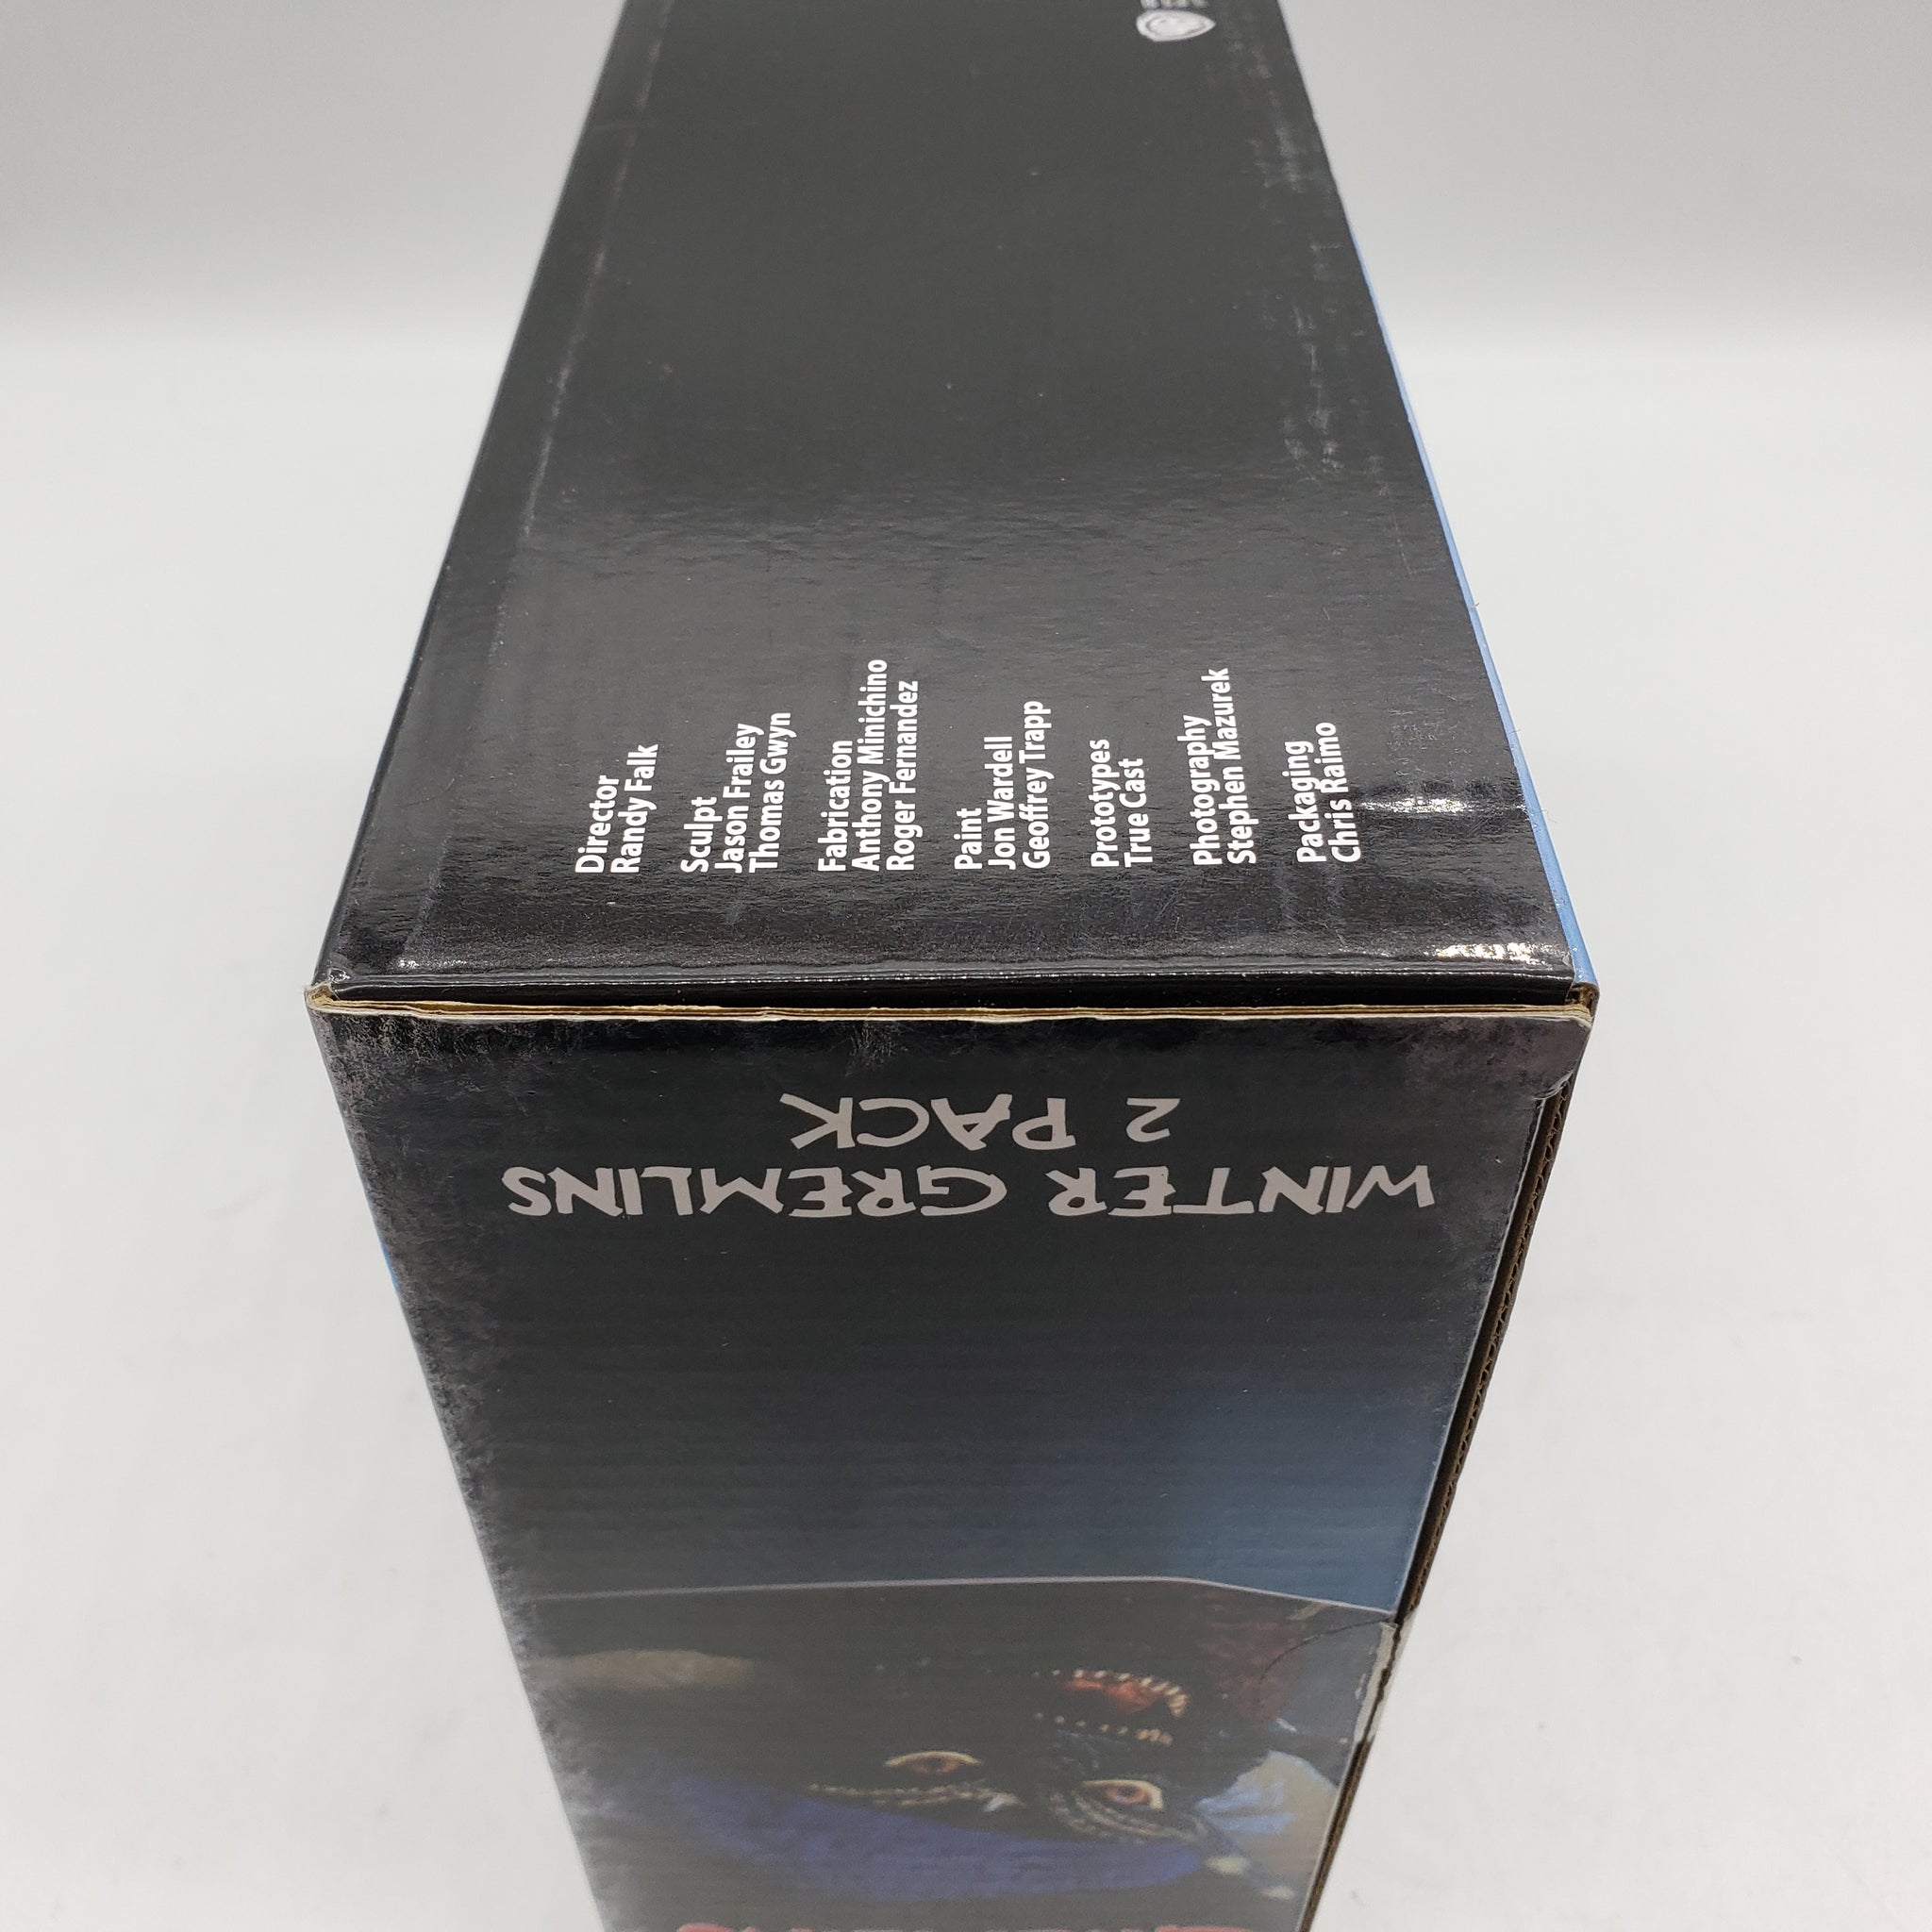 Director
Randy Falk
Sculpt
Jason Frailey
Thomas Gwyn
Fabrication
Anthony Minichino
Roger Fernandez
Paint
Jon Wardell
Geoffrey Trapp
Prototypes
True Cast
Photography
Stephen Mazurek
Packaging
Chris Raimo
WINTER GREMLINS
2 PACK